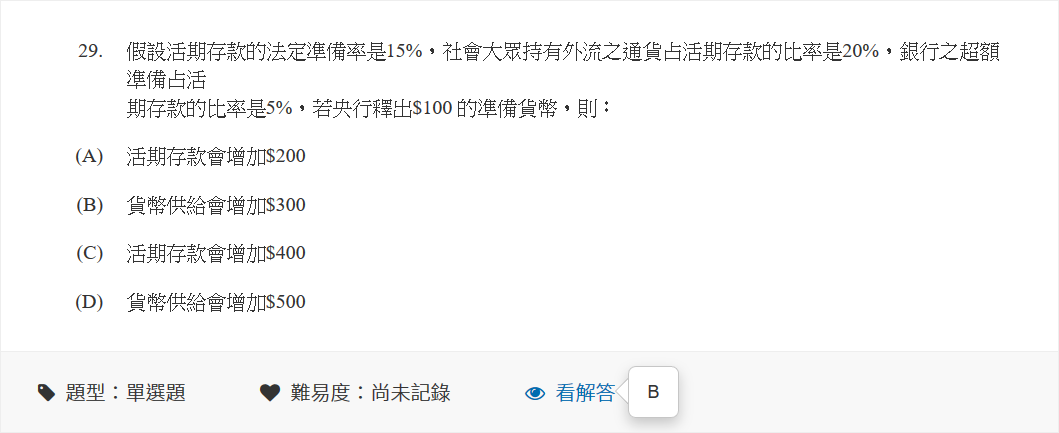 29. 假設活期存款的法定準備率是15%，社會大眾持有外流之通貨占活期存款的比率是20%，銀行之超額
準備占活
期存款的比率是5%，若央行釋出$100 的準備貨幣，則：
(A) 活期存款會增加$200
(B) 貨幣供給會增加$300
(C) 活期存款會增加$400
(D) 貨幣供給會增加$500
題型：單選題 難易度：尚未記錄 看解答 B